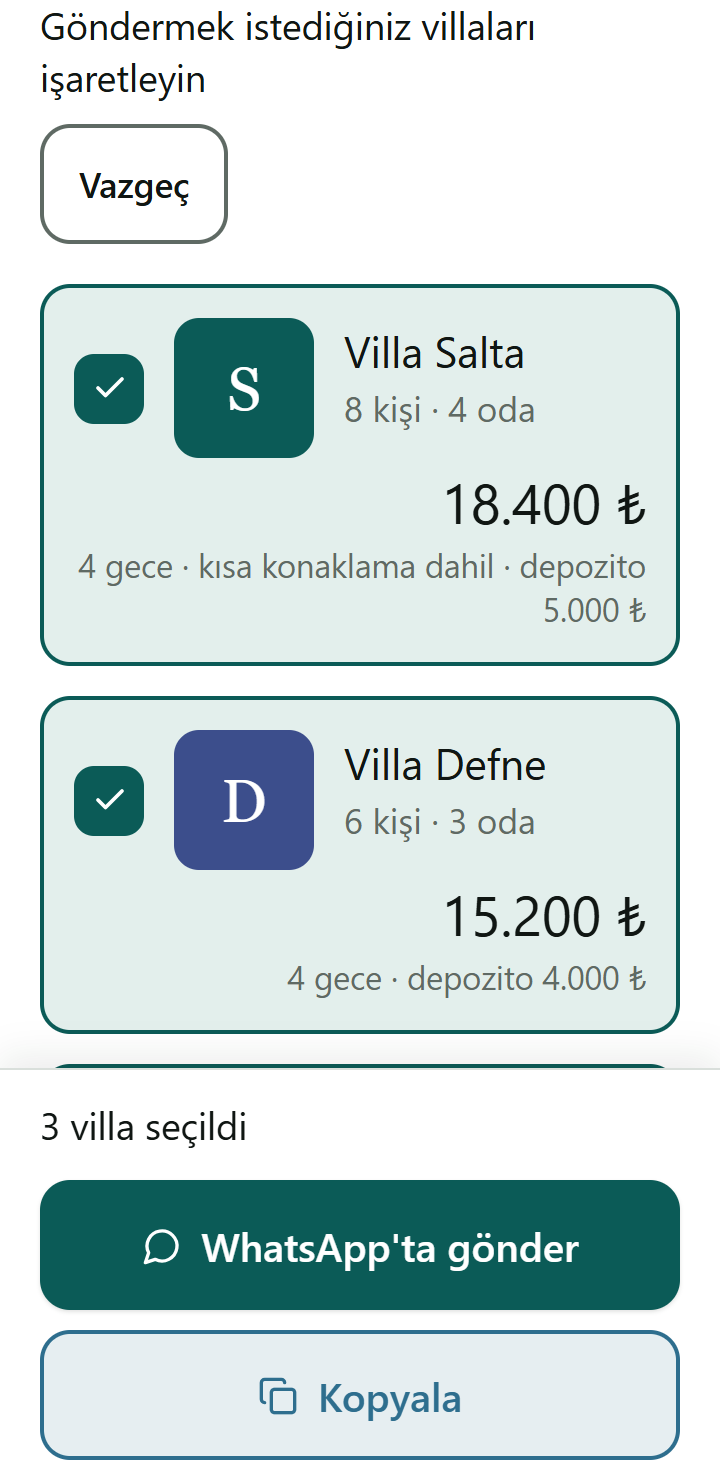 Göndermek istediğiniz villaları
işaretleyin
Vazgeç
S
Villa Salta
8 kişi · 4 oda
18.400 ₺
4 gece · kısa konaklama dahil · depozito
5.000 ₺
D
Villa Defne
6 kişi · 3 oda
15.200 ₺
4 gece · depozito 4.000 ₺
3 villa seçildi
WhatsApp'ta gönder
Kopyala